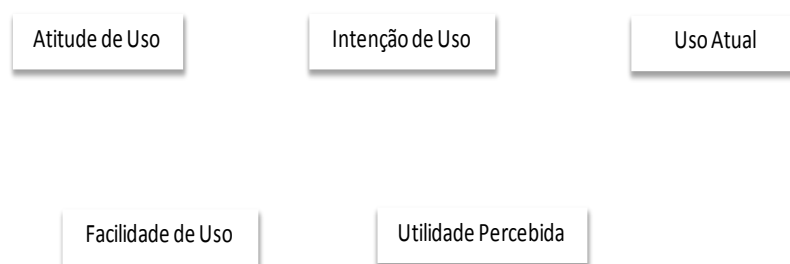 Atitude de Uso
Intenção de Uso
Uso Atual
Facilidade de Uso
Utilidade Percebida